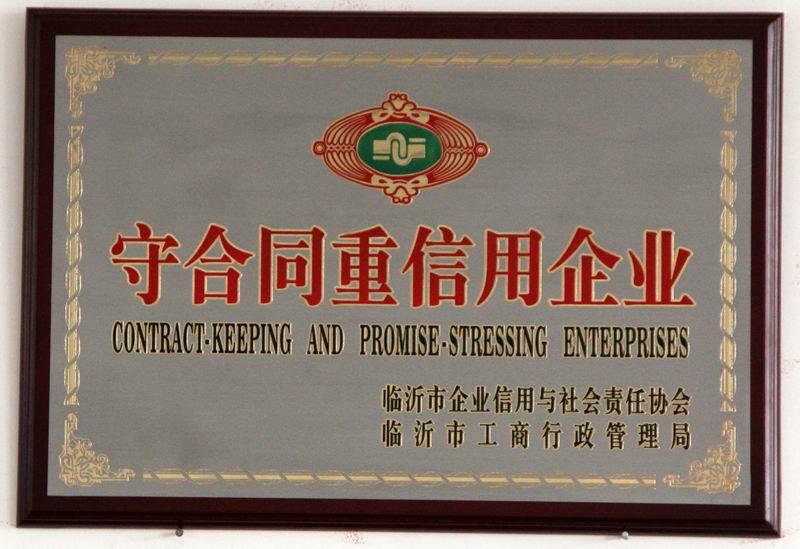 守合同重信用企业
CONTRACT-KEEPING AND PROMISE-STRESSING ENTERPRISES
临沂市企业信用与社会责任协会
临沂市工商行政管理局